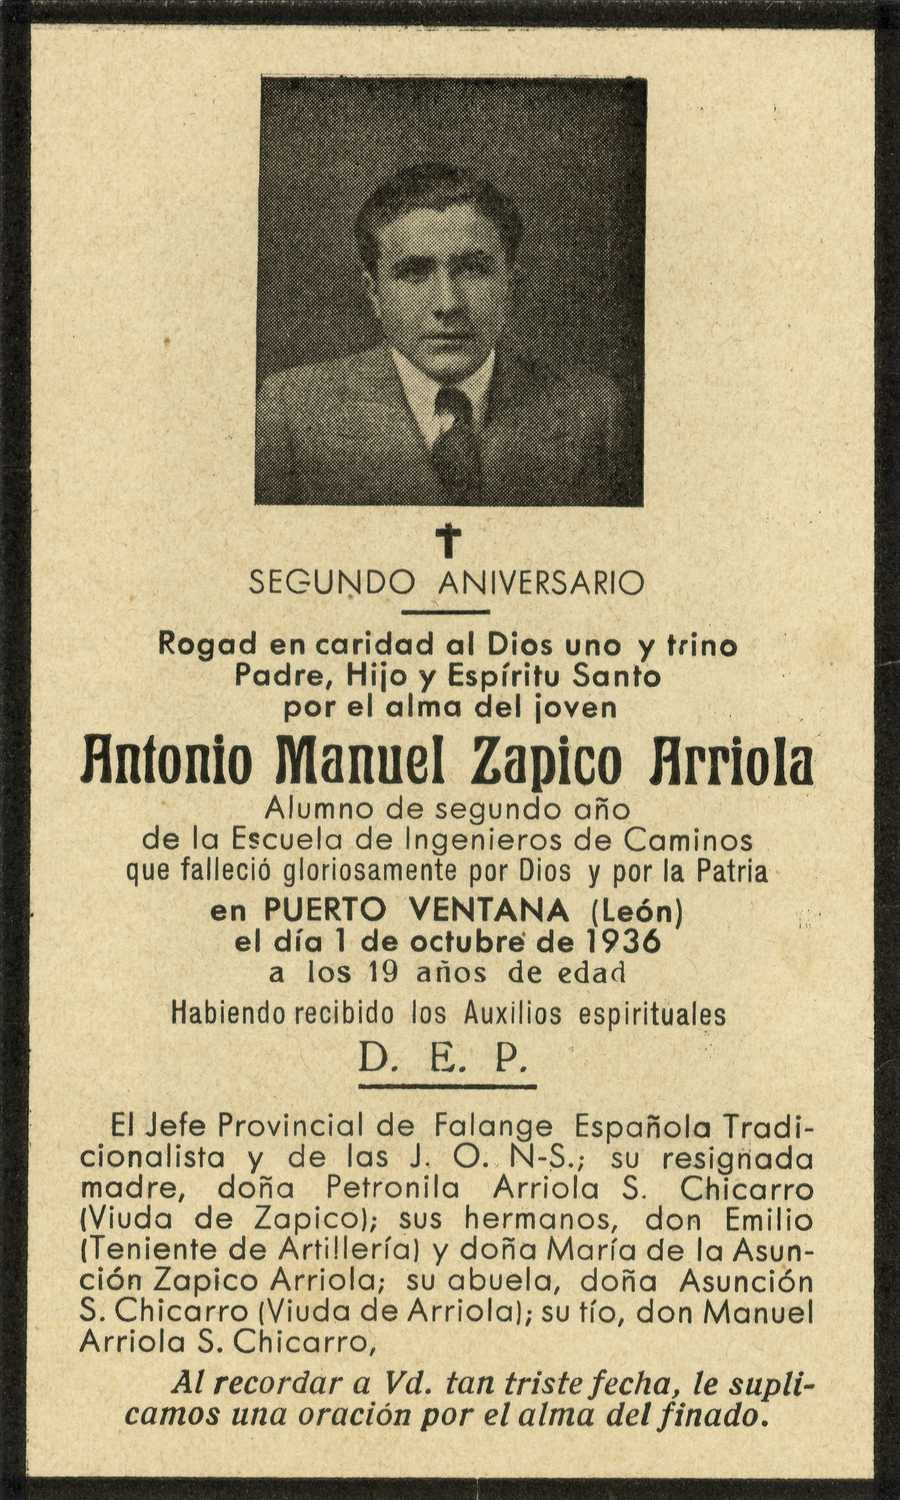 SEGUNDO ANIVERSARIO
Rogad en caridad al Dios uno y trino
Padre, Hijo y Espíritu Santo
por el alma del joven
Antonio Manuel Zapico Arriola
Alumno de segundo año
de la Escuela de Ingenieros de Caminos
que falleció gloriosamente por Dios y por la Patria
en PUERTO VENTANA (León)
el día 1 de octubre de 1936
a los 19 años de edad
Habiendo recibido los Auxilios espirituales
D. E. P.
El Jefe Provincial de Falange Española Tradi-
cionalista y de las J. O. N-S.; su resignada
madre, doña Petronila Arriola S. Chicarro
(Viuda de Zapico); sus hermanos, don Emilio
(Teniente de Artillería) y doña María de la Asun-
ción Zapico Arriola; su abuela, doña Asunción
S. Chicarro (Viuda de Arriola); su tío, don Manuel
Arriola S. Chicarro,
Al recordar a Vd. tan triste fecha, le supli-
camos una oración por el alma del finado.